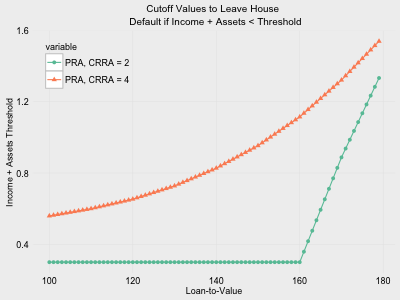 Cutoff Values to Leave House
Default if Income + Assets < Threshold
variable
PRA, CRRA = 2
PRA, CRRA = 4
Income + Assets Threshold
1.6
1.2
0.8
0.4
100
120
140
160
180
Loan-to-Value